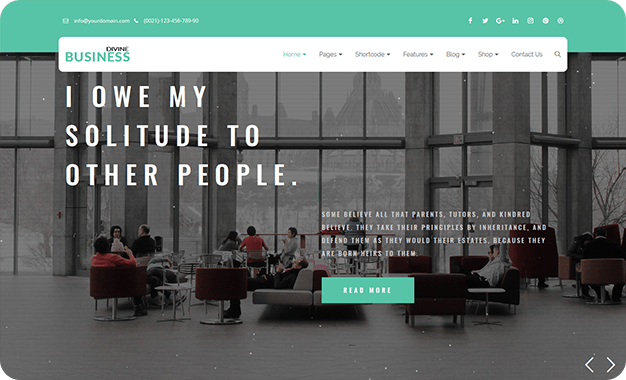 info@yourdomain.com (0021)-123-456-789-90
DIVINE
BUSINESS
Home Pages Shortcode Features Blog Shop Contact Us
I OWE MY
SOLITUDE TO
OTHER PEOPLE.
SOME BELIEVE ALL THAT PARENTS, TUTORS, AND KINDRED
BELIEVE. THEY TAKE THEIR PRINCIPLES BY INHERITANCE, AND
DEFEND THEM AS THEY WOULD THEIR ESTATES, BECAUSE THEY
ARE BORN HEIRS TO THEM.
READ MORE